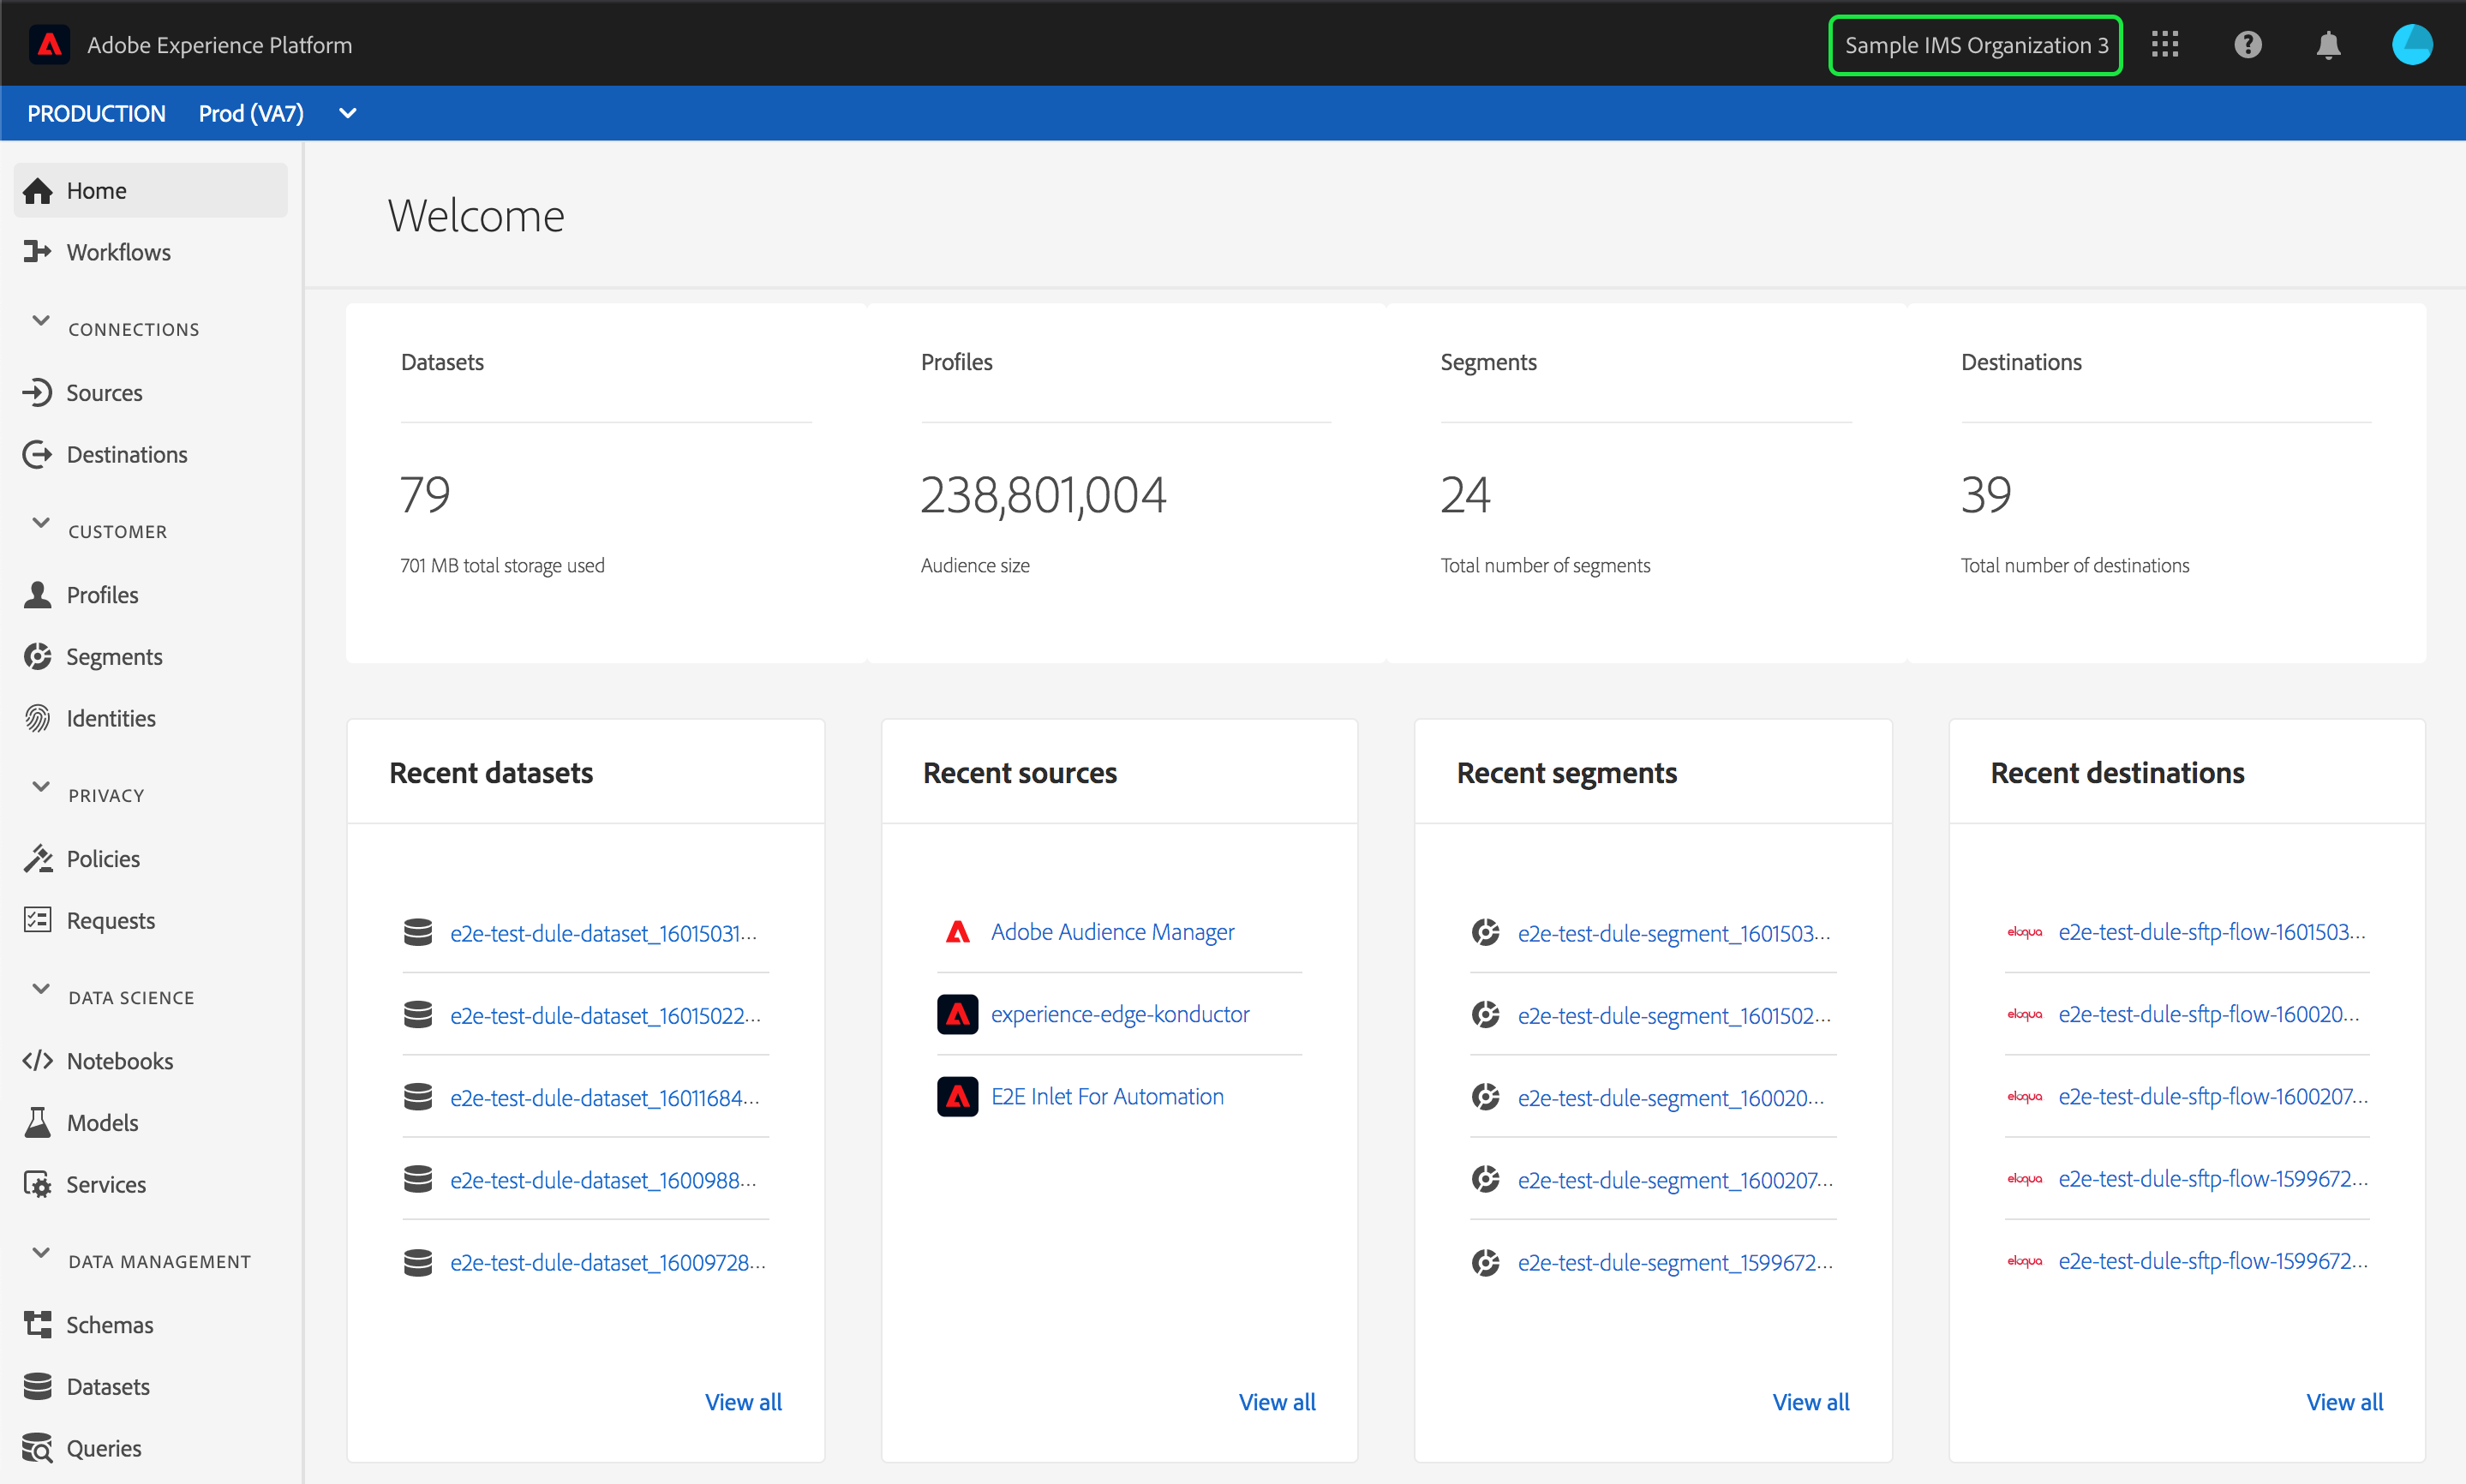 Adobe Experience Platform
Sample IMS Organization 3
PRODUCTION Prod (VA7)
Home
Workflows
CONNECTIONS
Sources
Destinations
CUSTOMER
Profiles
Segments
Identities
PRIVACY
Policies
Requests
DATA SCIENCE
Notebooks
Models
Services
DATA MANAGEMENT
Schemas
Datasets
Queries
Welcome
Datasets
79
701 MB total storage used
Profiles
238,801,004
Audience size
Segments
24
Total number of segments
Destinations
39
Total number of destinations
Recent datasets
e2e-test-dule-dataset_16015031...
e2e-test-dule-dataset_16015022...
e2e-test-dule-dataset_16011684...
e2e-test-dule-dataset_1600988...
e2e-test-dule-dataset_16009728...
View all
Recent sources
Adobe Audience Manager
experience-edge-konductor
E2E Inlet For Automation
View all
Recent segments
e2e-test-dule-segment_1601503...
e2e-test-dule-segment_1601502...
e2e-test-dule-segment_160020...
e2e-test-dule-segment_1600207...
e2e-test-dule-segment_1599672...
View all
Recent destinations
eloqua e2e-test-dule-sftp-flow-1601503...
eloqua e2e-test-dule-sftp-flow-160020...
eloqua e2e-test-dule-sftp-flow-1600207...
eloqua e2e-test-dule-sftp-flow-1599672...
eloqua e2e-test-dule-sftp-flow-1599672...
View all